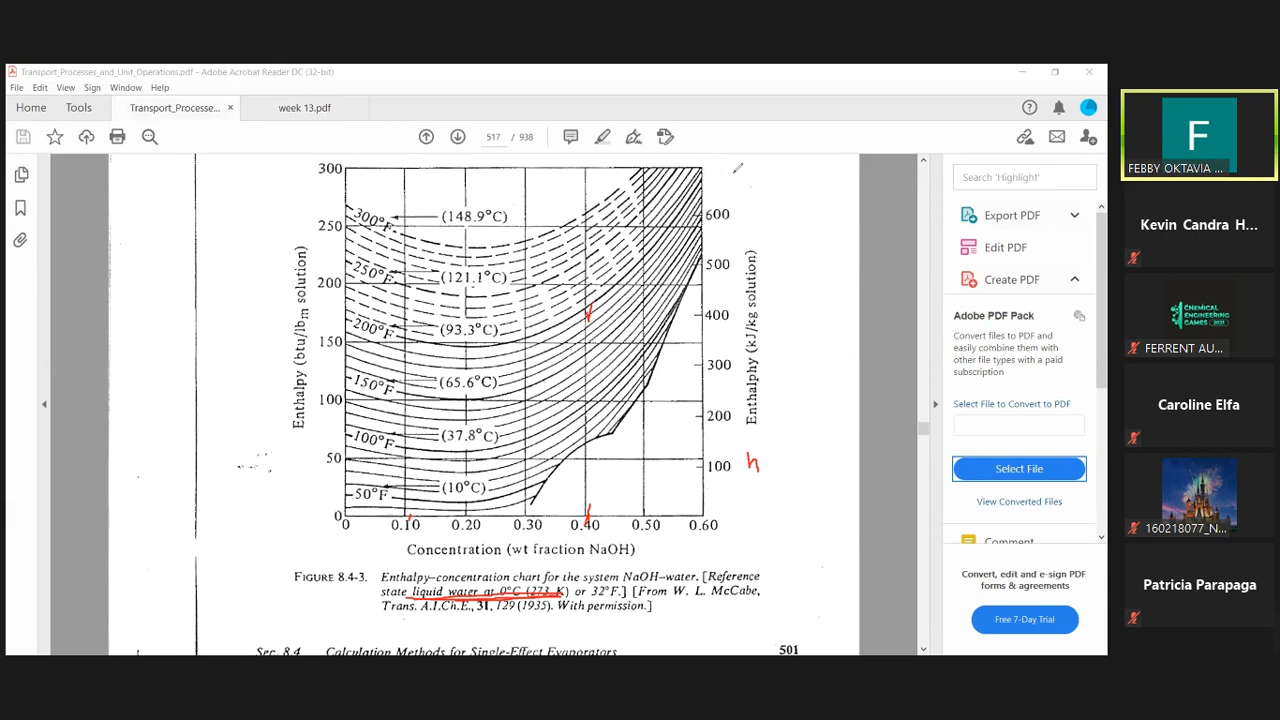 Transport_Processes_and_Unit_Operations.pdf - Adobe Acrobat Reader DC (32-bit)
File Edit View Sign Window Help
Home Tools Transport_Processe... × week 13.pdf
517 / 938
300
250
200
150
100
50
0
Enthalpy (btu/lbm solution)
300°F (148.9°C)
250°F (121.1°C)
200°F (93.3°C)
150°F (65.6°C)
100°F (37.8°C)
50°F (10°C)
600
500
400
300
200
100
Enthalphy (kJ/kg solution)
h
0 0.10 0.20 0.30 0.40 0.50 0.60
Concentration (wt fraction NaOH)
FIGURE 8.4-3. Enthalpy-concentration chart for the system NaOH-water. [Reference
state liquid water at 0°C (273 K) or 32°F.] [From W. L. McCabe,
Trans. A.I.Ch.E., 31, 129 (1935). With permission.]
Sec. 8.4 Calculation Methods for Single-Effect Evaporators 501
Search 'Highlight'
Export PDF
Edit PDF
Create PDF
Adobe PDF Pack
Convert files to PDF and
easily combine them with
other file types with a paid
subscription
Select File to Convert to PDF
Select File
View Converted Files
Comment
Convert, edit and e-sign PDF
forms & agreements
Free 7-Day Trial
F
FEBBY OKTAVIA ...
Kevin Candra H...
CHEMICAL
ENGINEERING
GAMES
2021
FERRENT AU...
Caroline Elfa
160218077_N...
Patricia Parapaga